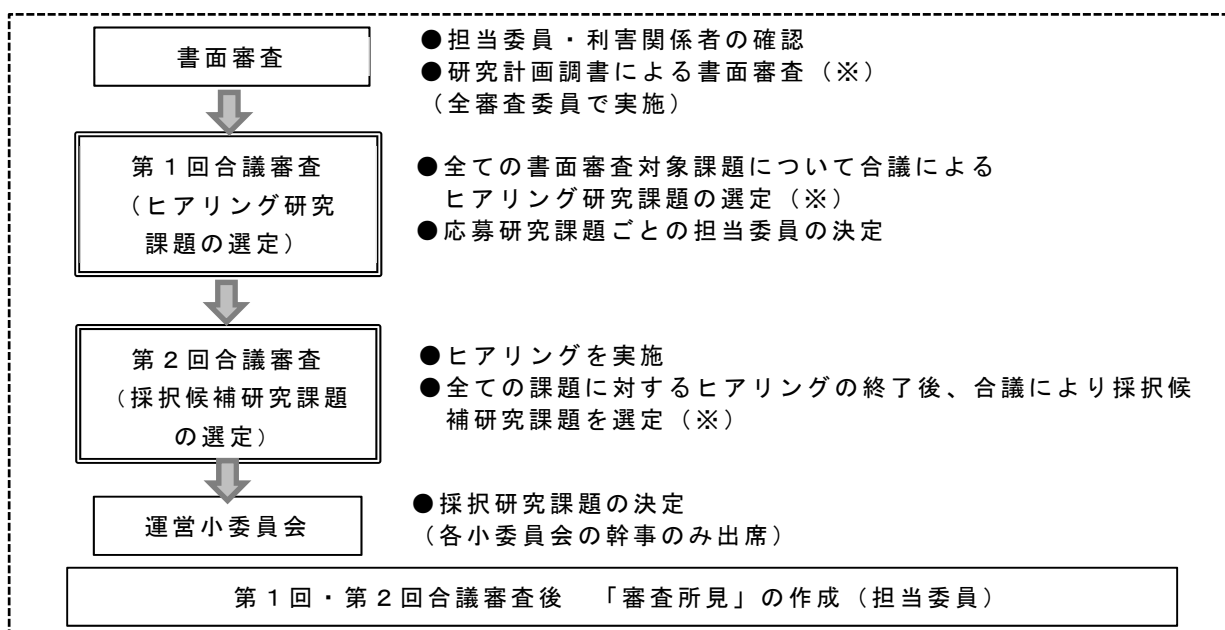 書面審査
●担当委員・利害関係者の確認
●研究計画調書による書面審査（※）
（全審査委員で実施）
第１回合議審査
（ヒアリング研究
課題の選定）
●全ての書面審査対象課題について合議による
ヒアリング研究課題の選定（※）
●応募研究課題ごとの担当委員の決定
第２回合議審査
（採択候補研究課題
の選定）
●ヒアリングを実施
●全ての課題に対するヒアリングの終了後、合議により採択候
補研究課題を選定（※）
運営小委員会
●採択研究課題の決定
（各小委員会の幹事のみ出席）
第１回・第２回合議審査後　「審査所見」の作成（担当委員）